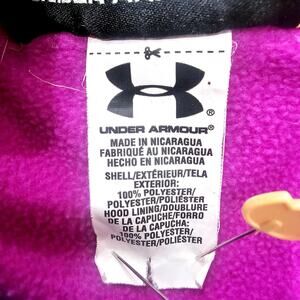 UNDER ARMOUR®
MADE IN NICARAGUA
FABRIQUÉ AU NICARAGUA
HECHO EN NICARAGUA
SHELL/EXTÉRIEUR/TELA
EXTERIOR:
100% POLYESTER/
POLYESTER/POLIÉSTER
HOOD LINING/DOUBLURE
DE LA CAPUCHE/FORRO
DE LA CAPUCHA:
100% POLYESTER/
POLYESTER/POLIÉSTER